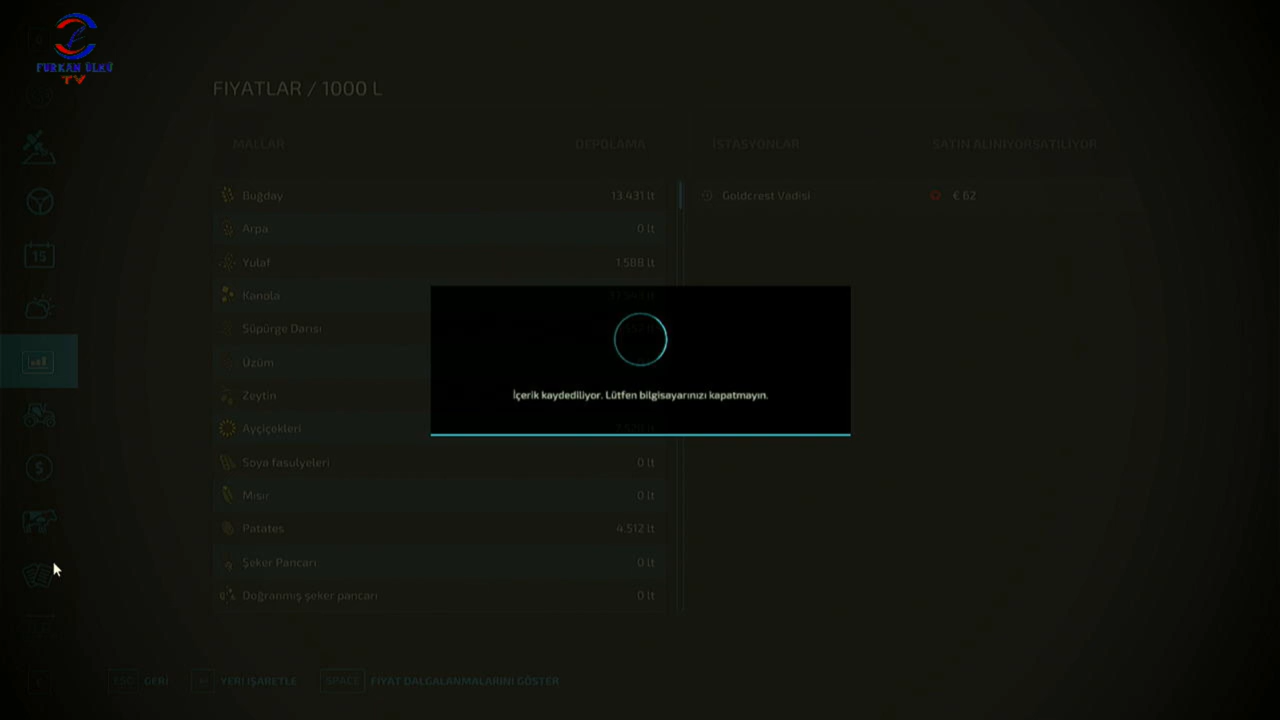 FURKAN ÜLKÜ
TV
FIYATLAR / 1000 L
MALLAR DEPOLAMA İSTASYONLAR SATIN ALINIYORSATILIYOR
Buğday 13.431 lt Goldcrest Vadisi € 62
Arpa 0 lt
15
Yulaf 1.588 lt
Kanola
Süpürge Darısı
Üzüm
İçerik kaydediliyor. Lütfen bilgisayarınızı kapatmayın.
Zeytin
Ayçiçekleri
Soya fasulyeleri 0 lt
Mısır 0 lt
Patates 4.512 lt
Şeker Pancarı 0 lt
Doğranmış şeker pancarı 0 lt
ESC GERİ YERİ İŞARETLE SPACE FIYAT DALGALANMALARINI GÖSTER